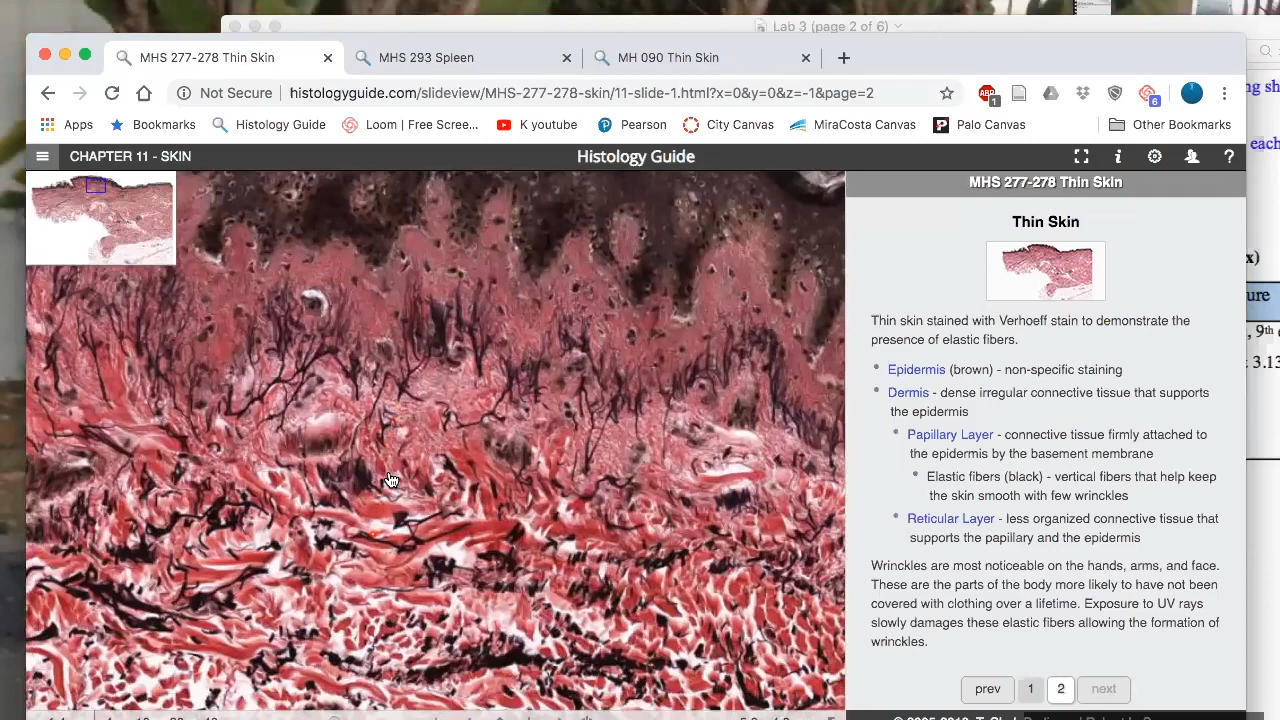 Lab 3 (page 2 of 6)
MHS 277-278 Thin Skin
MHS 293 Spleen
MH 090 Thin Skin
Not Secure
histologyguide.com/slideview/MHS-277-278-skin/11-slide-1.html?x=0&y=0&z=-1&page=2
ABP
1
6
Apps
Bookmarks
Histology Guide
Loom | Free Scree...
K youtube
Pearson
City Canvas
MiraCosta Canvas
Palo Canvas
Other Bookmarks
CHAPTER 11 - SKIN
Histology Guide
MHS 277-278 Thin Skin
Thin Skin
Thin skin stained with Verhoeff stain to demonstrate the
presence of elastic fibers.
Epidermis (brown) - non-specific staining
Dermis - dense irregular connective tissue that supports
the epidermis
Papillary Layer - connective tissue firmly attached to
the epidermis by the basement membrane
Elastic fibers (black) - vertical fibers that help keep
the skin smooth with few wrinckles
Reticular Layer - less organized connective tissue that
supports the papillary and the epidermis
Wrinckles are most noticeable on the hands, arms, and face.
These are the parts of the body more likely to have not been
covered with clothing over a lifetime. Exposure to UV rays
slowly damages these elastic fibers allowing the formation of
wrinckles.
prev 1 2 next
each
x)
ure
, 9th
3.13